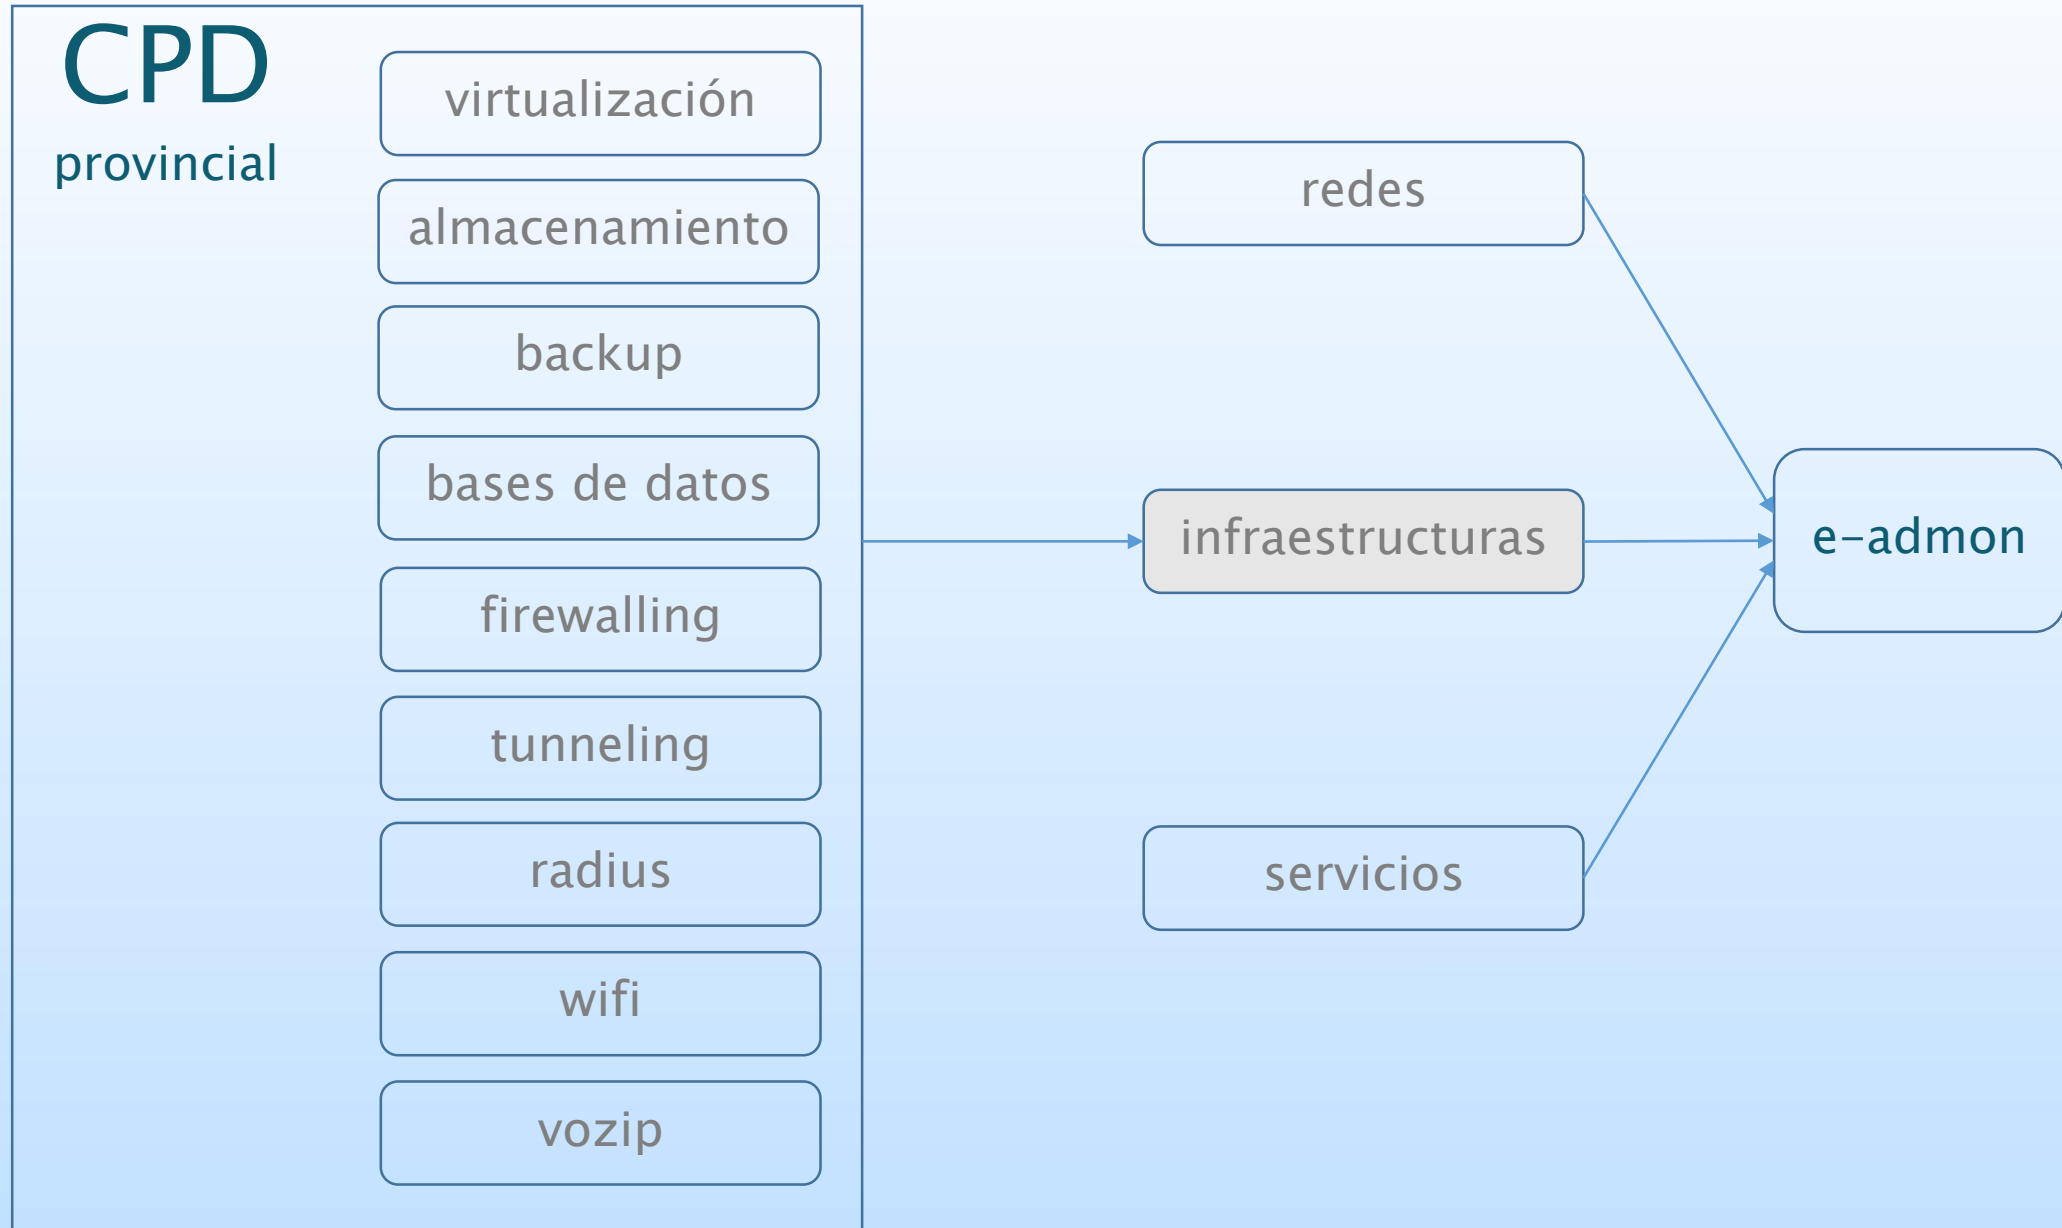 CPD
provincial
virtualización
almacenamiento
backup
bases de datos
firewalling
tunneling
radius
wifi
vozip
redes
infraestructuras
servicios
e-admon